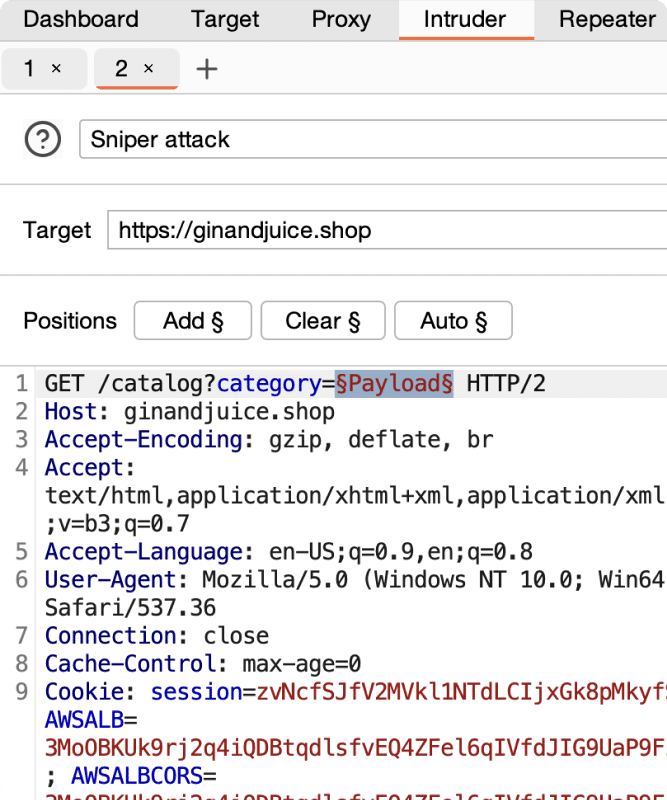 Dashboard Target Proxy Intruder Repeater
1 × 2 × +
Sniper attack
Target https://ginandjuice.shop
Positions Add § Clear § Auto §
1 GET /catalog?category=§Payload§ HTTP/2
2 Host: ginandjuice.shop
3 Accept-Encoding: gzip, deflate, br
4 Accept:
text/html,application/xhtml+xml,application/xml
;v=b3;q=0.7
5 Accept-Language: en-US;q=0.9,en;q=0.8
6 User-Agent: Mozilla/5.0 (Windows NT 10.0; Win64
Safari/537.36
7 Connection: close
8 Cache-Control: max-age=0
9 Cookie: session=zvNcfSJfV2MVkl1NTdLCIjxGk8pMkyf
AWSALB=
3MoOBKUk9rj2q4iQDBtqdlsfvEQ4ZFel6qIVfdJIG9UaP9F
; AWSALBCORS=